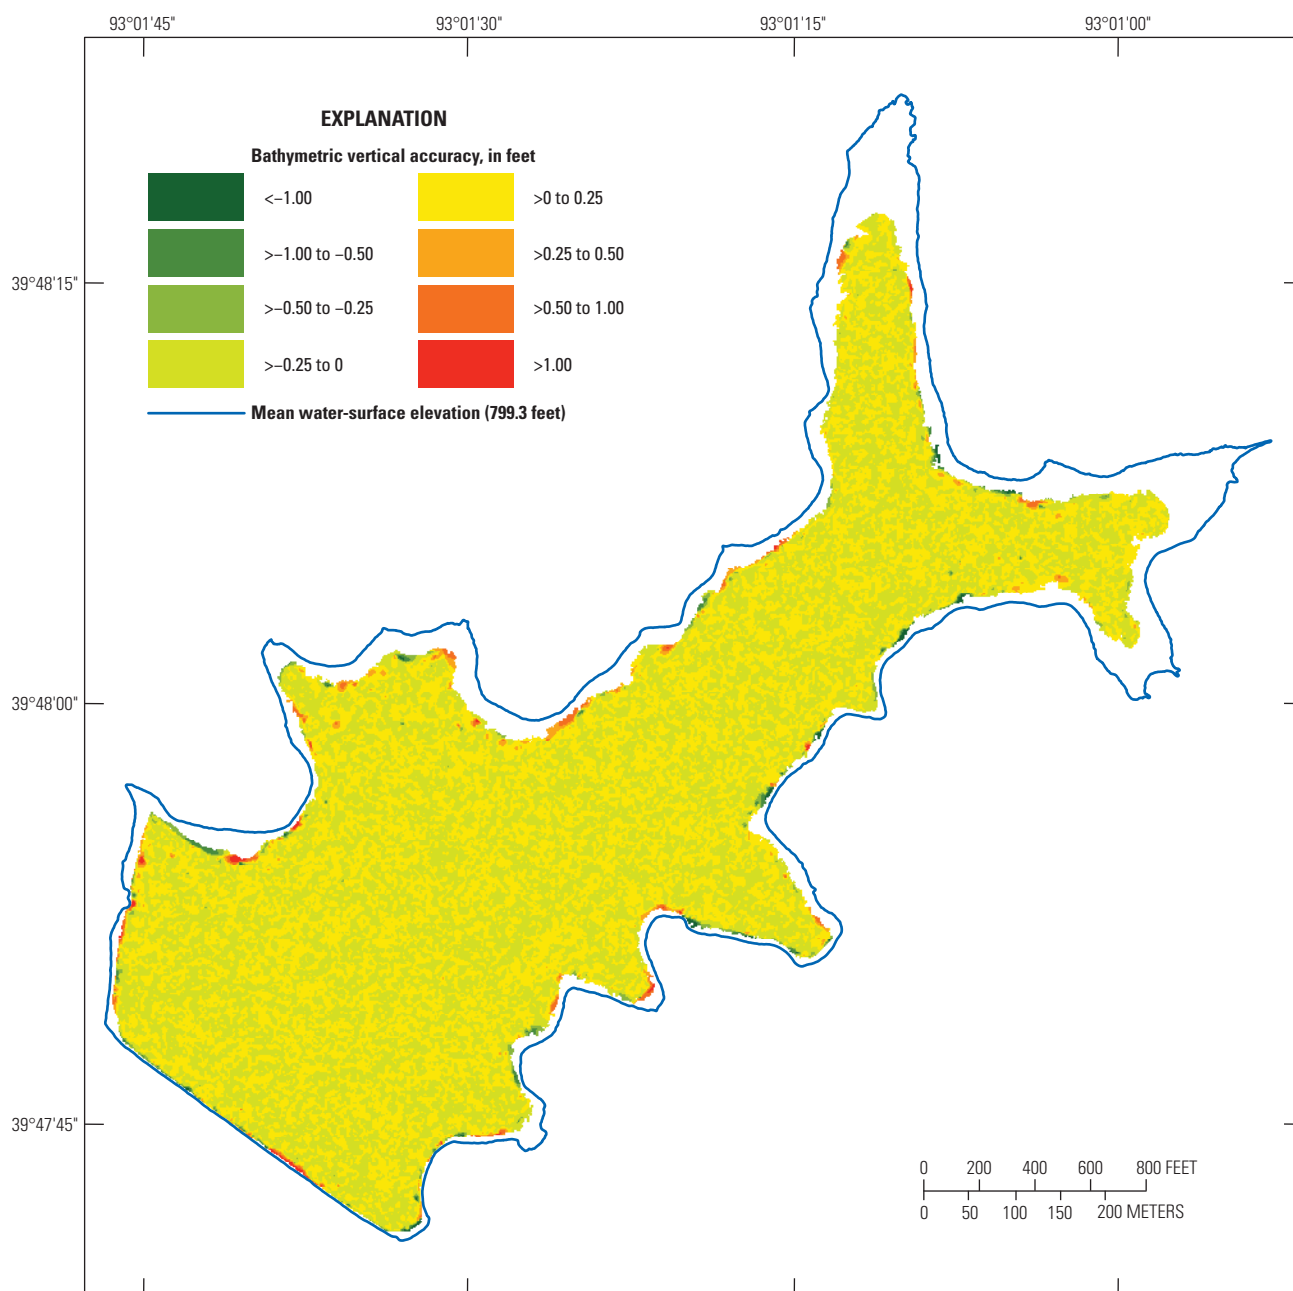 93°01'45" 93°01'30" 93°01'15" 93°01'00"
EXPLANATION
Bathymetric vertical accuracy, in feet
<−1.00 >0 to 0.25
>−1.00 to −0.50 >0.25 to 0.50
39°48'15"
>−0.50 to −0.25 >0.50 to 1.00
>−0.25 to 0 >1.00
Mean water-surface elevation (799.3 feet)
39°48'00"
39°47'45"
0 200 400 600 800 FEET
0 50 100 150 200 METERS